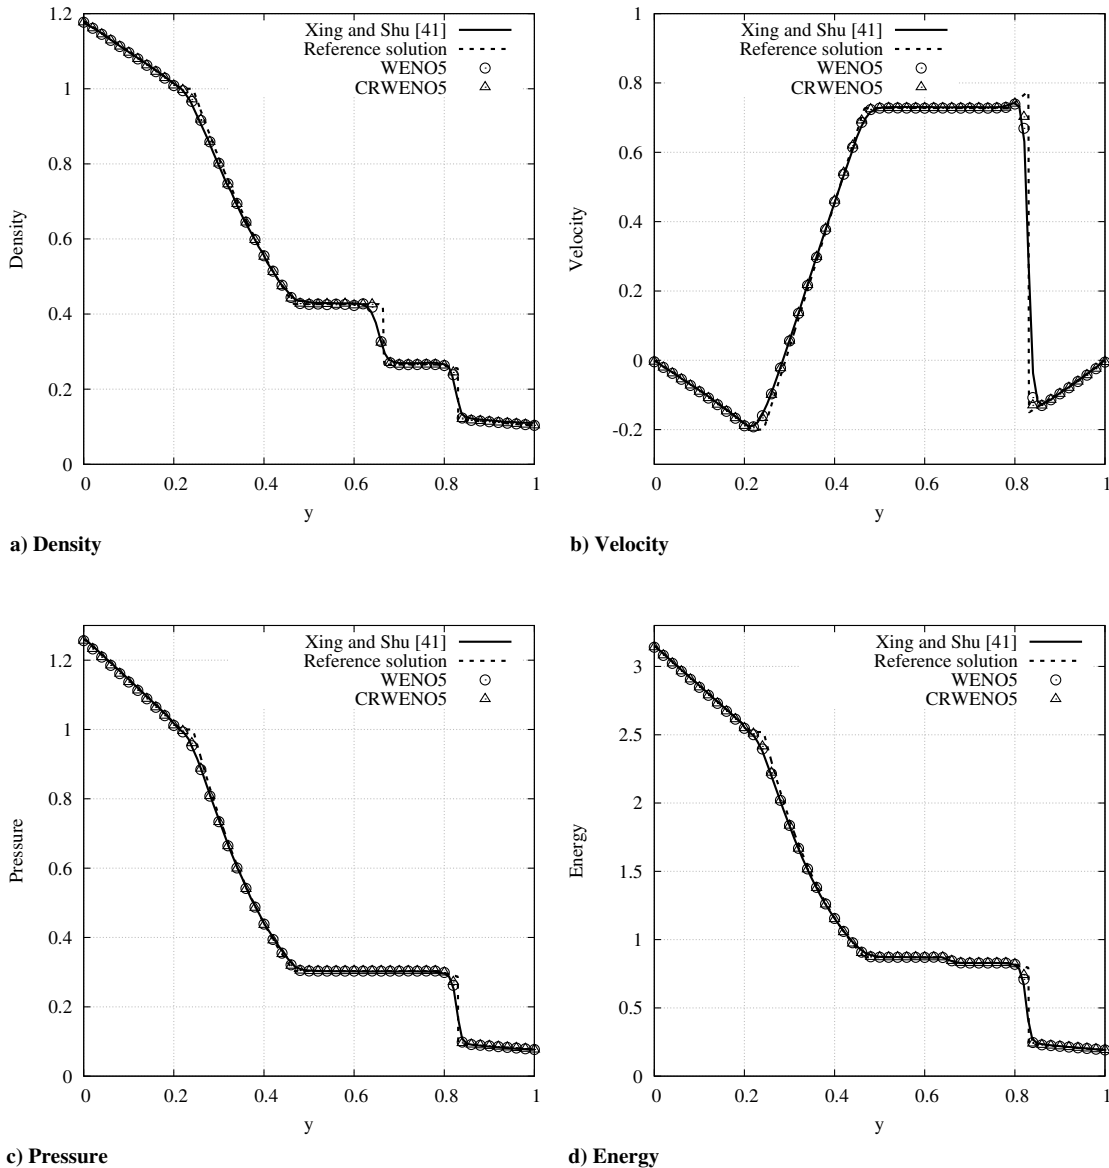 1.2
1
0.8
0.6
0.4
0.2
0
Density
0 0.2 0.4 0.6 0.8 1
y
Xing and Shu [41]
Reference solution
WENO5
CRWENO5
a) Density
1
0.8
0.6
0.4
0.2
0
-0.2
Velocity
0 0.2 0.4 0.6 0.8 1
y
Xing and Shu [41]
Reference solution
WENO5
CRWENO5
b) Velocity
1.2
1
0.8
0.6
0.4
0.2
0
Pressure
0 0.2 0.4 0.6 0.8 1
y
Xing and Shu [41]
Reference solution
WENO5
CRWENO5
c) Pressure
3
2.5
2
1.5
1
0.5
0
Energy
0 0.2 0.4 0.6 0.8 1
y
Xing and Shu [41]
Reference solution
WENO5
CRWENO5
d) Energy